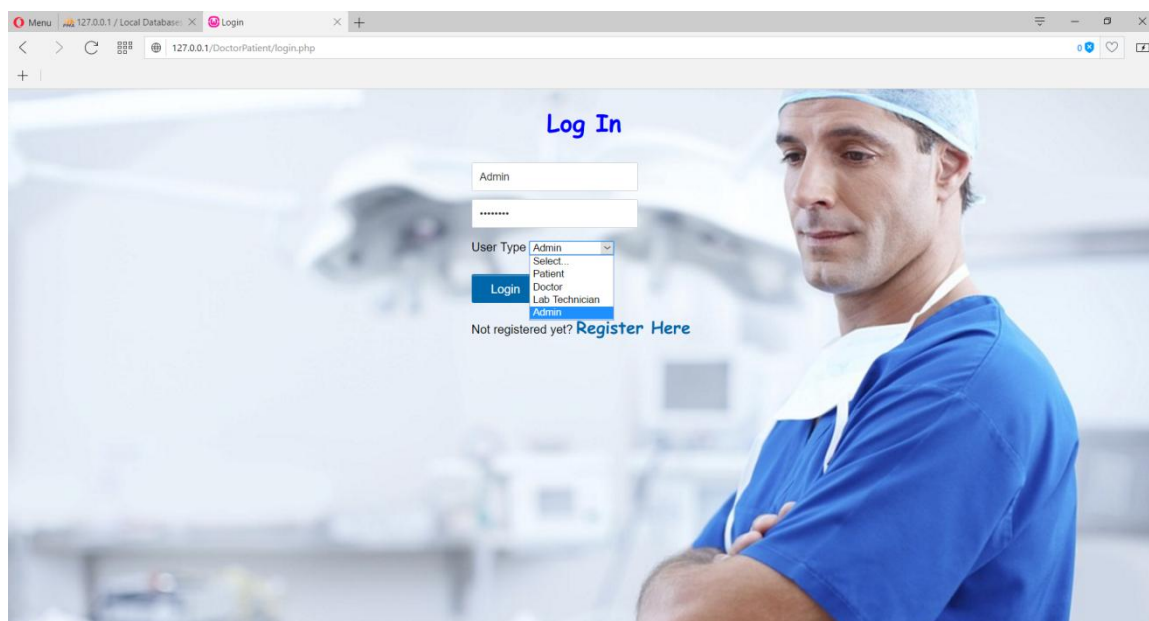 Menu
127.0.0.1 / Local Databases
Login
127.0.0.1/DoctorPatient/login.php
0
Log In
Admin
••••••••
User Type Admin
Select...
Patient
Doctor
Lab Technician
Admin
Login
Not registered yet? Register Here